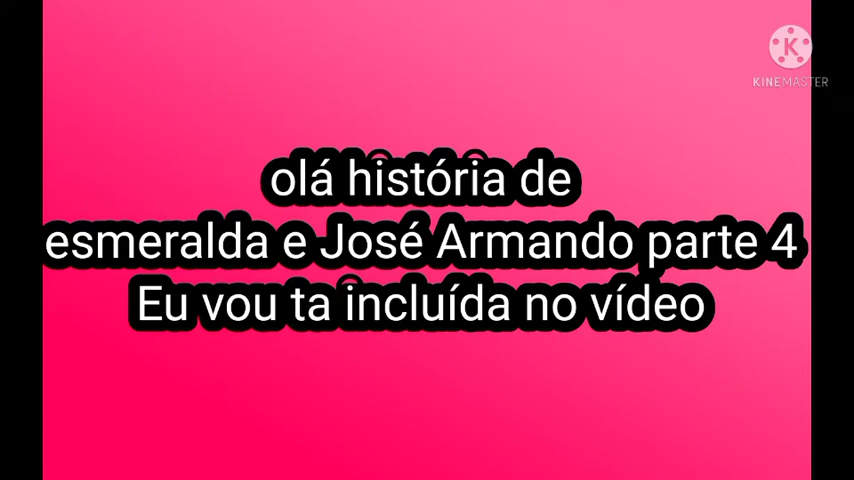 KINEMASTER
olá história de
esmeralda e José Armando parte 4
Eu vou ta incluída no vídeo